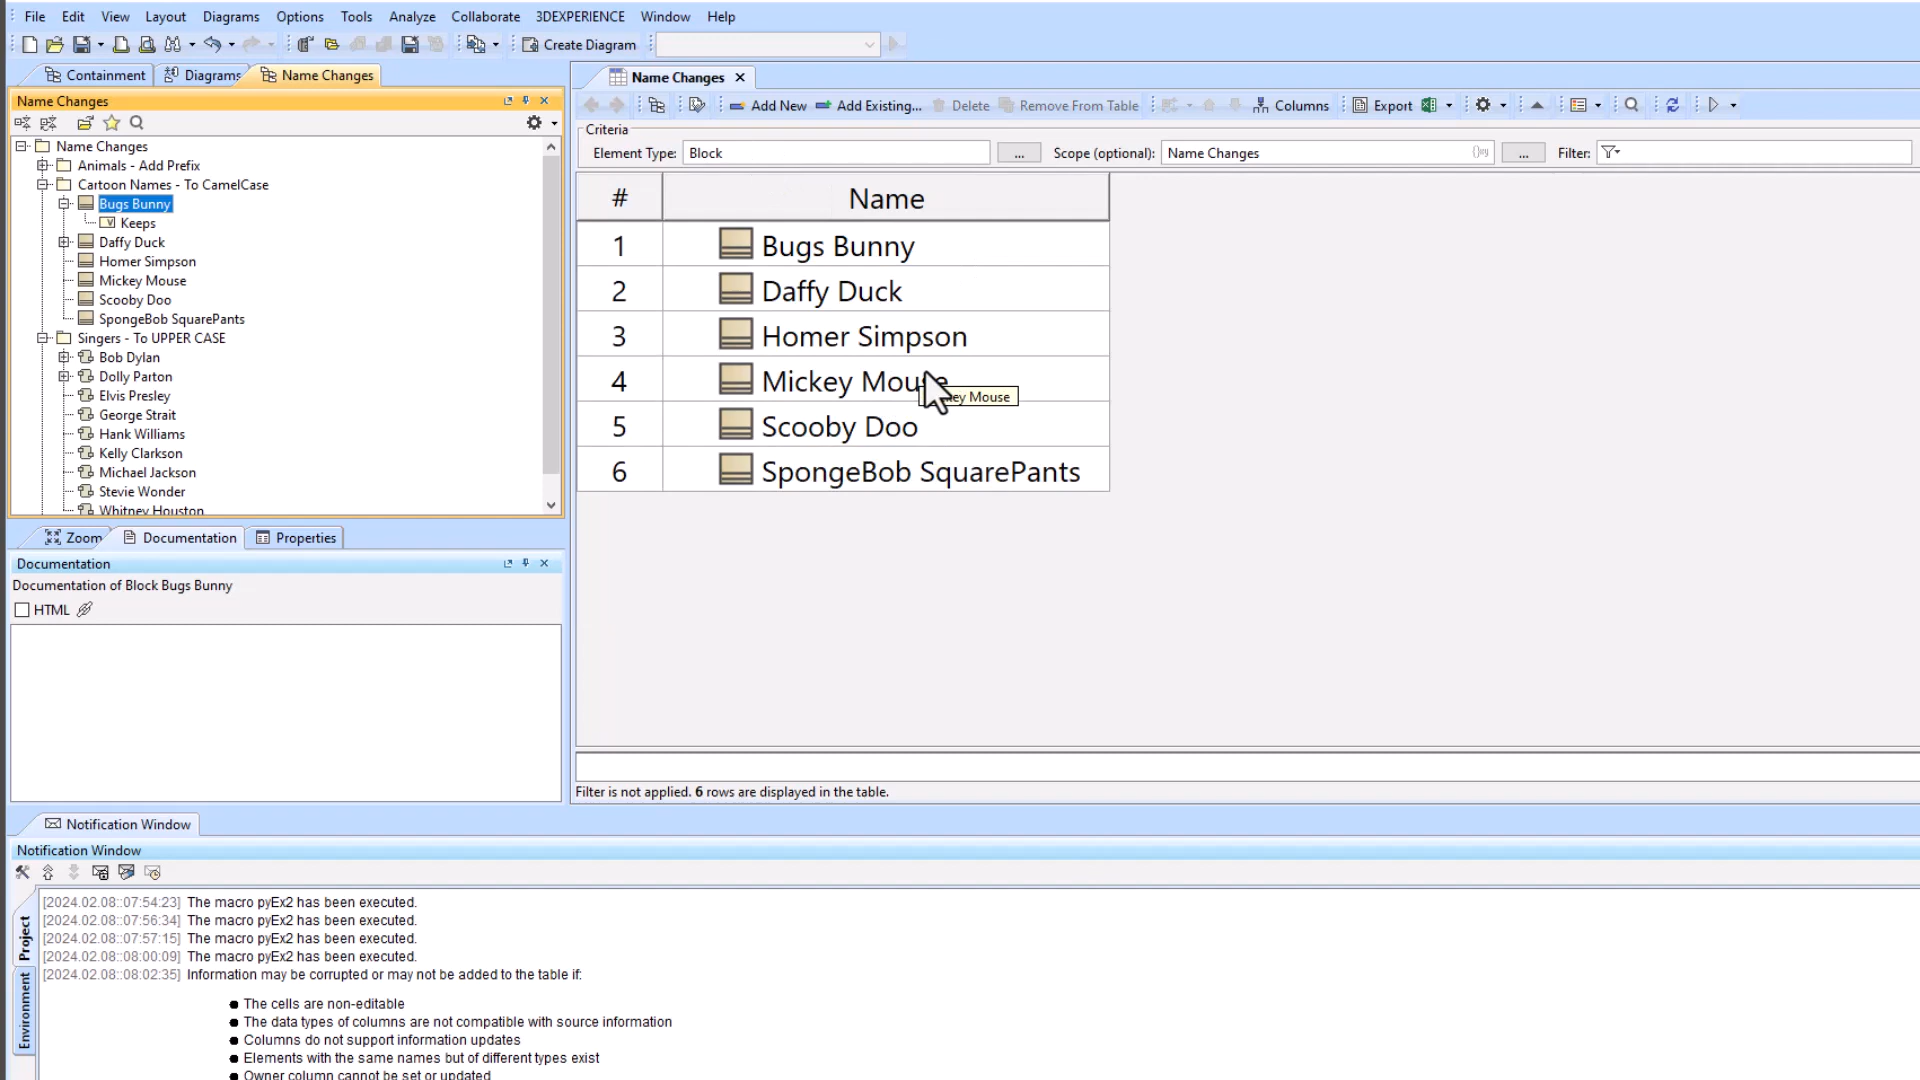 File Edit View Layout Diagrams Options Tools Analyze Collaborate 3DEXPERIENCE Window Help
Create Diagram
Containment Diagrams Name Changes
Name Changes
Name Changes
Animals - Add Prefix
Cartoon Names - To CamelCase
Bugs Bunny
Keeps
Daffy Duck
Homer Simpson
Mickey Mouse
Scooby Doo
SpongeBob SquarePants
Singers - To UPPER CASE
Bob Dylan
Dolly Parton
Elvis Presley
George Strait
Hank Williams
Kelly Clarkson
Michael Jackson
Stevie Wonder
Whitney Houston
Zoom Documentation Properties
Documentation
Documentation of Block Bugs Bunny
HTML
Name Changes
Add New Add Existing... Delete Remove From Table Columns Export
Criteria
Element Type: Block ... Scope (optional): Name Changes ... Filter:
# Name
1 Bugs Bunny
2 Daffy Duck
3 Homer Simpson
4 Mickey Mouse
5 Scooby Doo
6 SpongeBob SquarePants
Filter is not applied. 6 rows are displayed in the table.
Notification Window
Notification Window
Project
Environment
[2024.02.08::07:54:23] The macro pyEx2 has been executed.
[2024.02.08::07:56:34] The macro pyEx2 has been executed.
[2024.02.08::07:57:15] The macro pyEx2 has been executed.
[2024.02.08::08:00:09] The macro pyEx2 has been executed.
[2024.02.08::08:02:35] Information may be corrupted or may not be added to the table if:
● The cells are non-editable
● The data types of columns are not compatible with source information
● Columns do not support information updates
● Elements with the same names but of different types exist
● Owner column cannot be set or updated